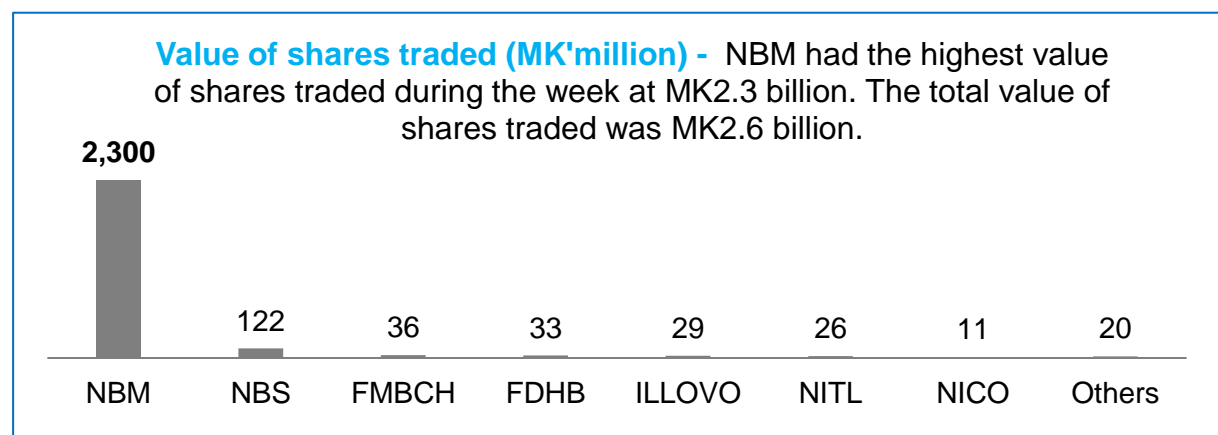 Value of shares traded (MK'million) - NBM had the highest value
of shares traded during the week at MK2.3 billion. The total value of
shares traded was MK2.6 billion.
2,300
122
36
33
29
26
11
20
NBM
NBS
FMBCH
FDHB
ILLOVO
NITL
NICO
Others